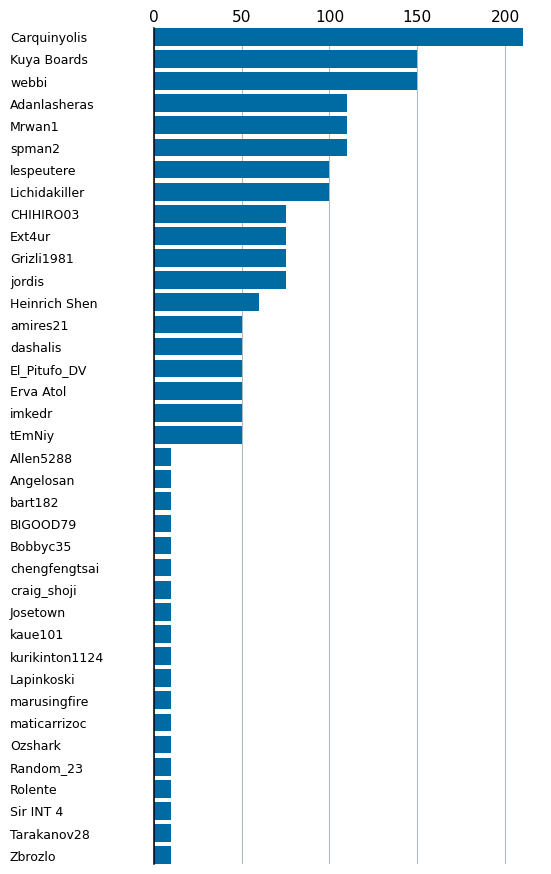 0 50 100 150 200
Carquinyolis
Kuya Boards
webbi
Adanlasheras
Mrwan1
spman2
lespeutere
Lichidakiller
CHIHIRO03
Ext4ur
Grizli1981
jordis
Heinrich Shen
amires21
dashalis
El_Pitufo_DV
Erva Atol
imkedr
tEmNiy
Allen5288
Angelosan
bart182
BIGOOD79
Bobbyc35
chengfengtsai
craig_shoji
Josetown
kaue101
kurikinton1124
Lapinkoski
marusingfire
maticarrizoc
Ozshark
Random_23
Rolente
Sir INT 4
Tarakanov28
Zbrozlo